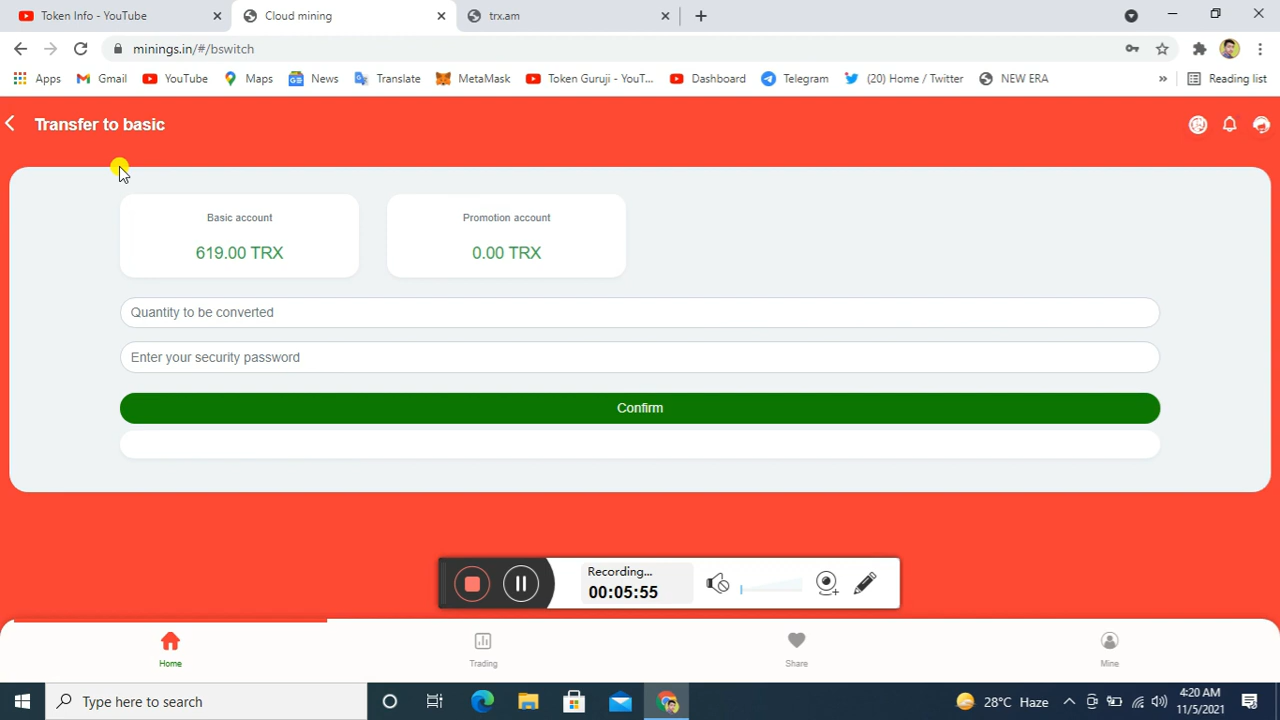 Token Info - YouTube
Cloud mining
trx.am
minings.in/#/bswitch
Apps
Gmail
YouTube
Maps
News
Translate
MetaMask
Token Guruji - YouT...
Dashboard
Telegram
(20) Home / Twitter
NEW ERA
»
Reading list
Transfer to basic
Basic account
Promotion account
619.00 TRX
0.00 TRX
Quantity to be converted
Enter your security password
Confirm
Recording...
00:05:55
Home
Trading
Share
Mine
Type here to search
28°C Haze
4:20 AM
11/5/2021